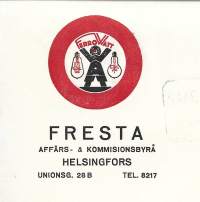 FERROWATT
FRESTA
AFFÄRS- & KOMMISIONSBYRÅ
HELSINGFORS
UNIONSG. 28 B TEL. 8217